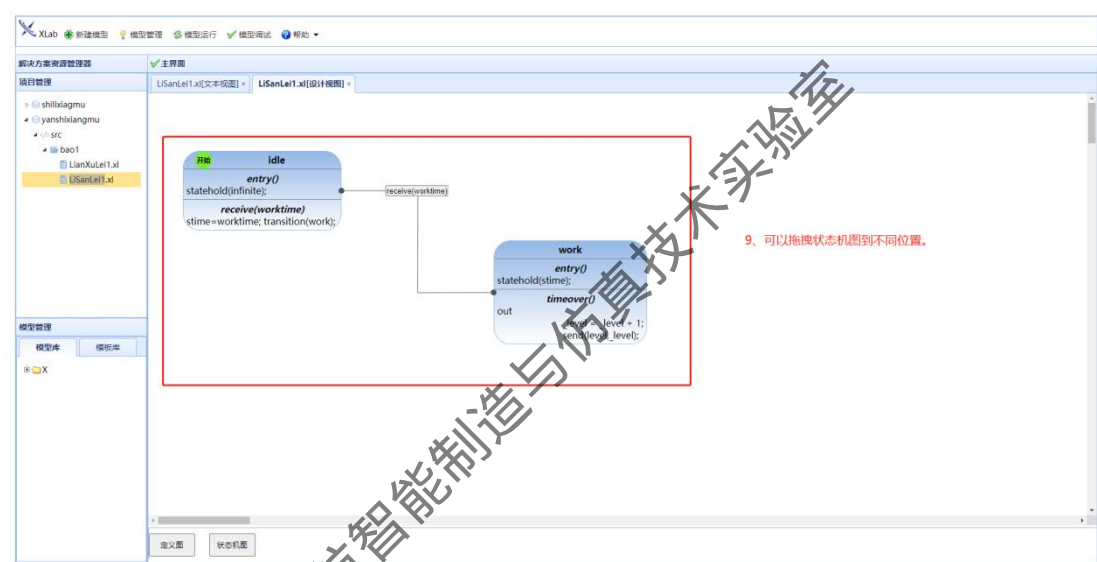 XLab 新建模型 模型管理 模型运行 模型调试 帮助
解决方案资源管理器
主界面
项目管理
LiSanLei1.xl[文本视图] × LiSanLei1.xl[设计视图] ×
shilixiagmu
yanshixiangmu
src
bao1
LianXuLei1.xl
LiSanLei1.xl
开始 idle
entry()
statehold(infinite);
receive(worktime)
stime=worktime; transition(work);
receive(worktime)
work
entry()
statehold(stime);
timeover()
out
_level = _level + 1;
send(level,_level);
9、可以拖拽状态机图到不同位置。
模型管理
模型库 模板库
X
定义图 状态机图
智能制造与仿真技术实验室